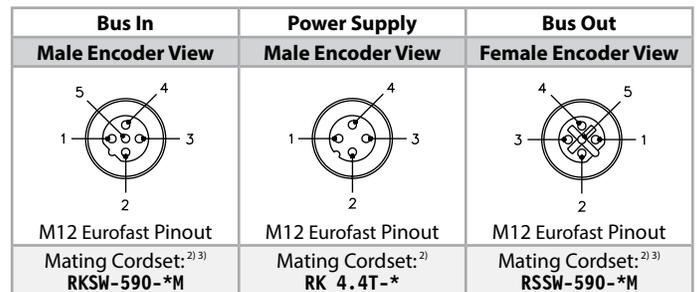 Bus In
Power Supply
Bus Out
Male Encoder View
Male Encoder View
Female Encoder View
5
4
1
3
2
4
1
3
2
4
5
3
1
2
M12 Eurofast Pinout
M12 Eurofast Pinout
M12 Eurofast Pinout
Mating Cordset: 2) 3)
RKSW-590-*M
Mating Cordset: 2)
RK 4.4T-*
Mating Cordset: 2) 3)
RSSW-590-*M